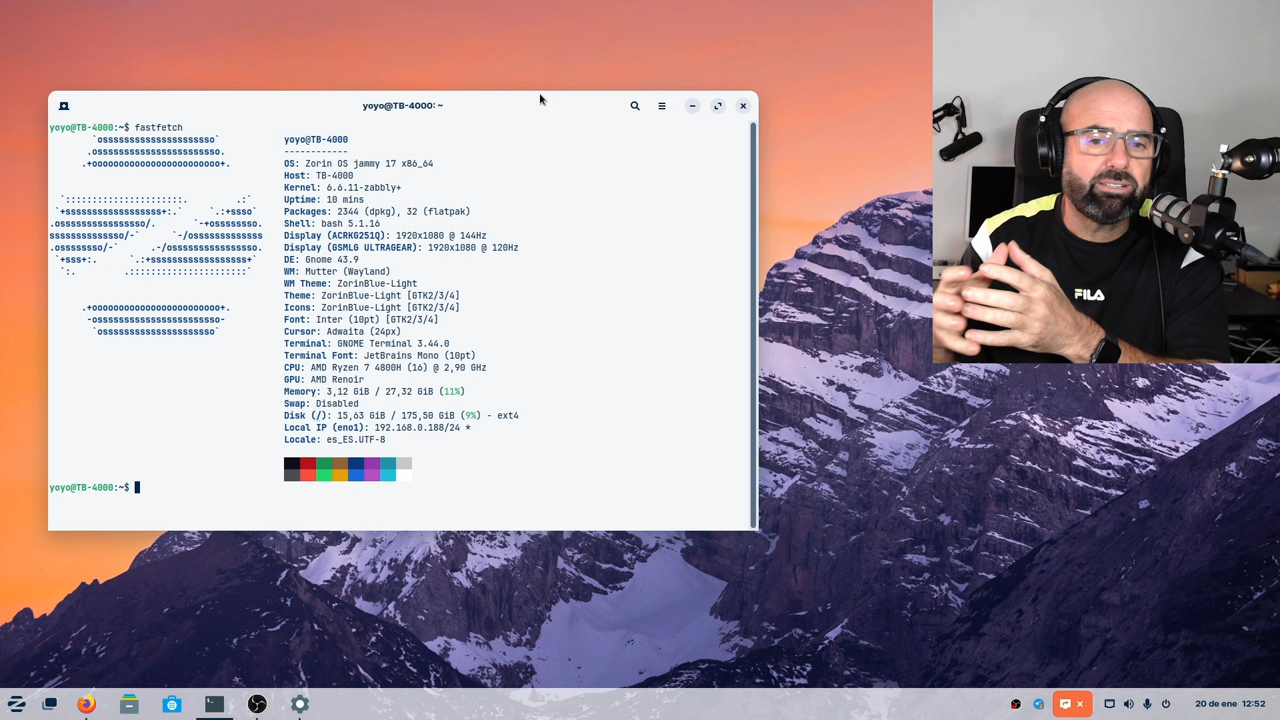 yoyo@TB-4000: ~
yoyo@TB-4000:~$ fastfetch
yoyo@TB-4000
------------
OS: Zorin OS jammy 17 x86_64
Host: TB-4000
Kernel: 6.6.11-zabbly+
Uptime: 10 mins
Packages: 2344 (dpkg), 32 (flatpak)
Shell: bash 5.1.16
Display (ACRKG251Q): 1920x1080 @ 144Hz
Display (GSMLG ULTRAGEAR): 1920x1080 @ 120Hz
DE: Gnome 43.9
WM: Mutter (Wayland)
WM Theme: ZorinBlue-Light
Theme: ZorinBlue-Light [GTK2/3/4]
Icons: ZorinBlue-Light [GTK2/3/4]
Font: Inter (10pt) [GTK2/3/4]
Cursor: Adwaita (24px)
Terminal: GNOME Terminal 3.44.0
Terminal Font: JetBrains Mono (10pt)
CPU: AMD Ryzen 7 4800H (16) @ 2,90 GHz
GPU: AMD Renoir
Memory: 3,12 GiB / 27,32 GiB (11%)
Swap: Disabled
Disk (/): 15,63 GiB / 175,50 GiB (9%) - ext4
Local IP (eno1): 192.168.0.188/24 *
Locale: es_ES.UTF-8
yoyo@TB-4000:~$
FILA
20 de ene 12:52